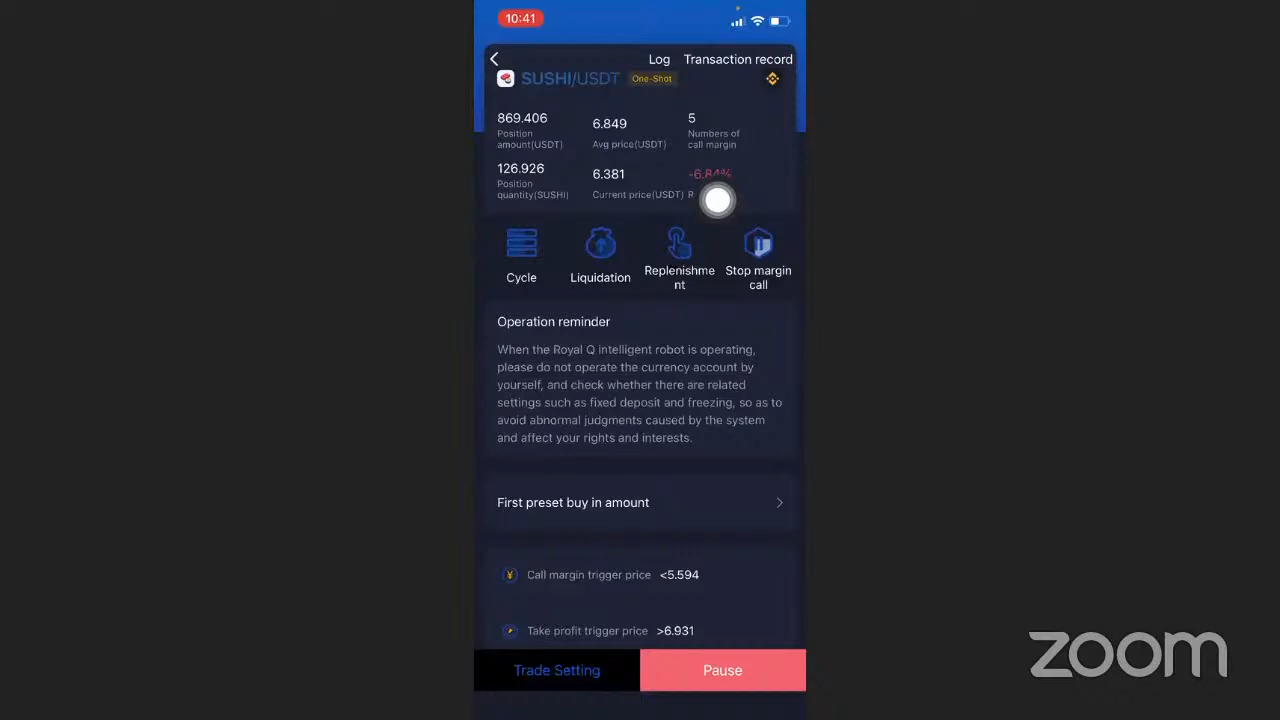 10:41
Log Transaction record
SUSHI/USDT One-Shot
869.406 6.849 5
Position amount(USDT) Avg price(USDT) Numbers of call margin
126.926 6.381 -6.84%
Position quantity(SUSHI) Current price(USDT)
Cycle Liquidation Replenishment Stop margin call
Operation reminder
When the Royal Q intelligent robot is operating,
please do not operate the currency account by
yourself, and check whether there are related
settings such as fixed deposit and freezing, so as to
avoid abnormal judgments caused by the system
and affect your rights and interests.
First preset buy in amount
Call margin trigger price <5.594
Take profit trigger price >6.931
Trade Setting Pause
zoom